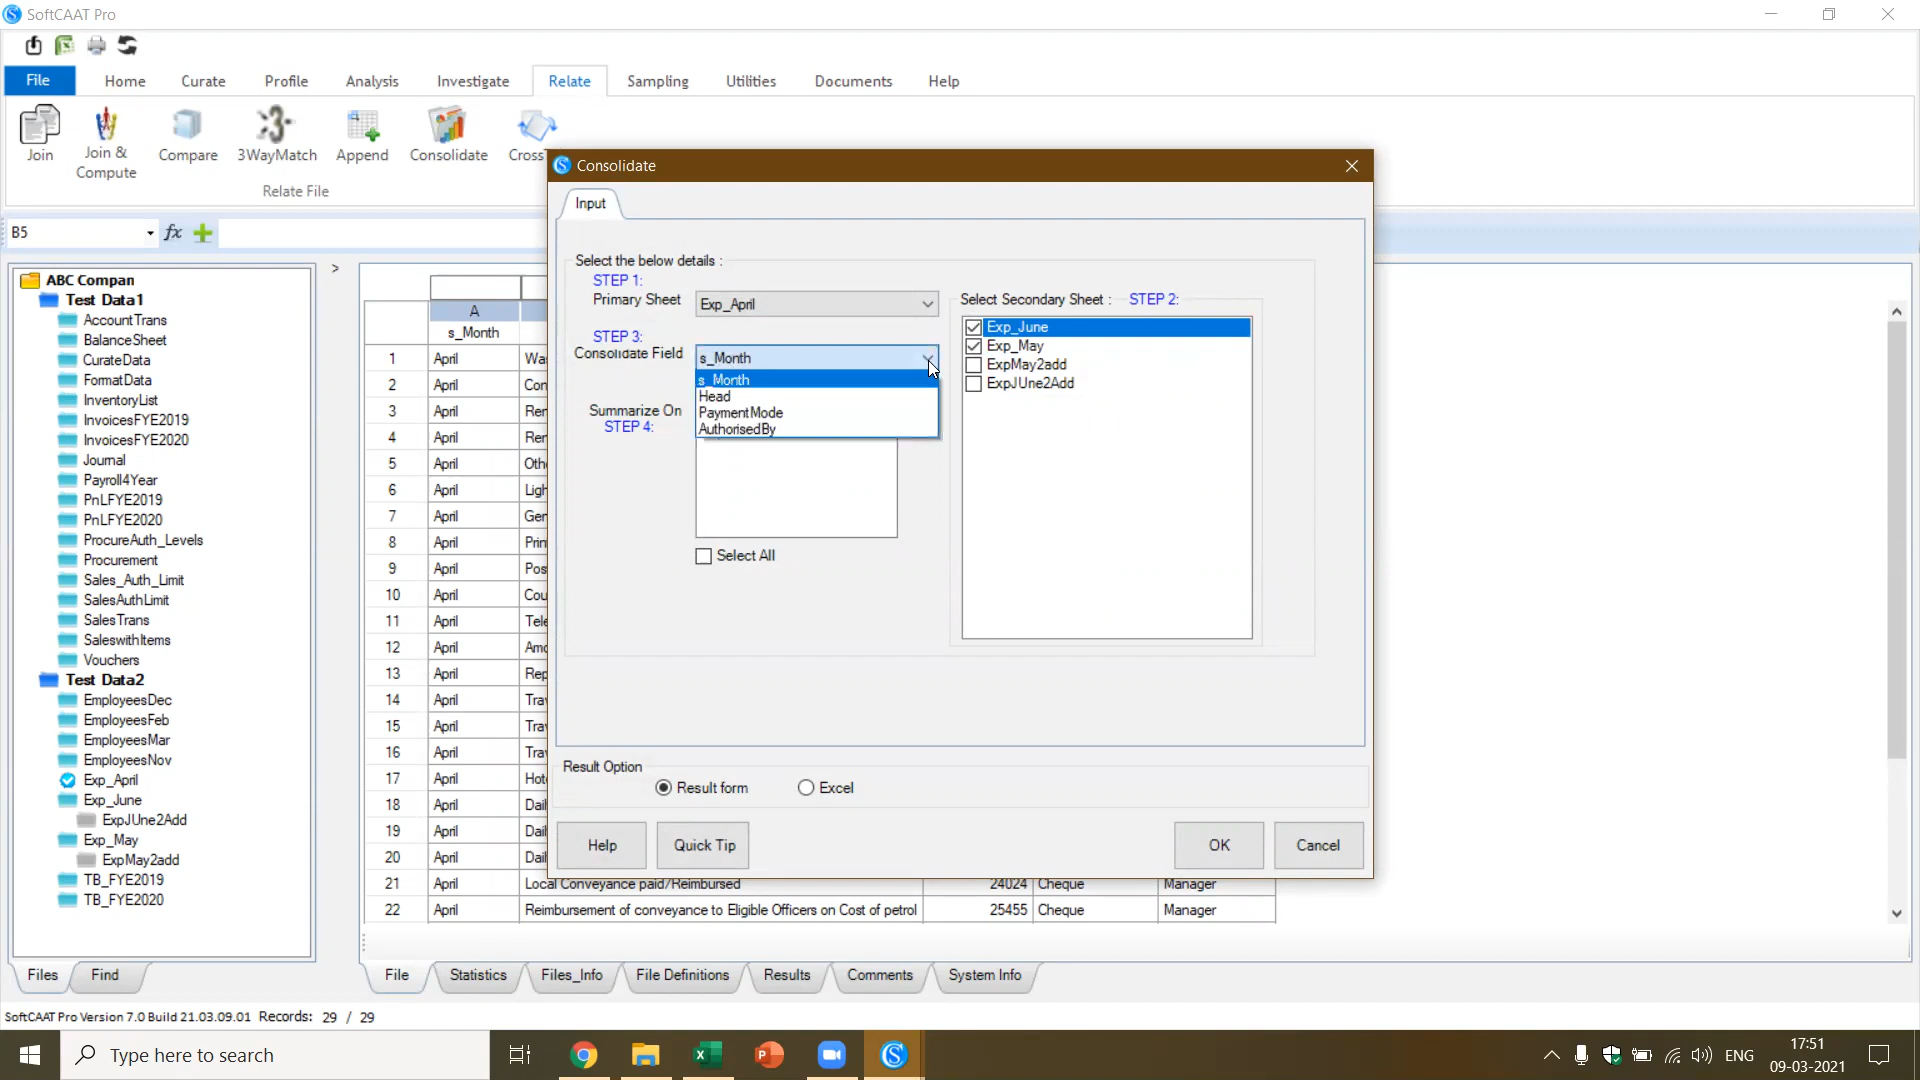 SoftCAAT Pro
File Home Curate Profile Analysis Investigate Relate Sampling Utilities Documents Help
Join
Join & Compute
Compare
3WayMatch
Append
Consolidate
Relate File
B5
fx
ABC Compan
Test Data1
AccountTrans
BalanceSheet
CurateData
FormatData
InventoryList
InvoicesFYE2019
InvoicesFYE2020
Journal
Payroll4Year
PnLFYE2019
PnLFYE2020
ProcureAuth_Levels
Procurement
Sales_Auth_Limit
SalesAuthLimit
SalesTrans
SaleswithItems
Vouchers
Test Data2
EmployeesDec
EmployeesFeb
EmployeesMar
EmployeesNov
Exp_April
Exp_June
ExpJUne2Add
Exp_May
ExpMay2add
TB_FYE2019
TB_FYE2020
Files Find
A
s_Month
1 April
2 April
3 April
4 April
5 April
6 April
7 April
8 April
9 April
10 April
11 April
12 April
13 April
14 April
15 April
16 April
17 April
18 April
19 April
20 April
21 April Local Conveyance paid/Reimbursed 24024 Cheque Manager
22 April Reimbursement of conveyance to Eligible Officers on Cost of petrol 25455 Cheque Manager
Consolidate
Input
Select the below details :
STEP 1:
Primary Sheet Exp_April
STEP 3:
Consolidate Field s_Month
s_Month
Head
PaymentMode
AuthorisedBy
Summarize On
STEP 4:
Select All
Select Secondary Sheet : STEP 2:
Exp_June
Exp_May
ExpMay2add
ExpJUne2Add
Result Option
Result form Excel
Help Quick Tip OK Cancel
File Statistics Files_Info File Definitions Results Comments System Info
SoftCAAT Pro Version 7.0 Build 21.03.09.01 Records: 29 / 29
Type here to search
ENG
17:51
09-03-2021